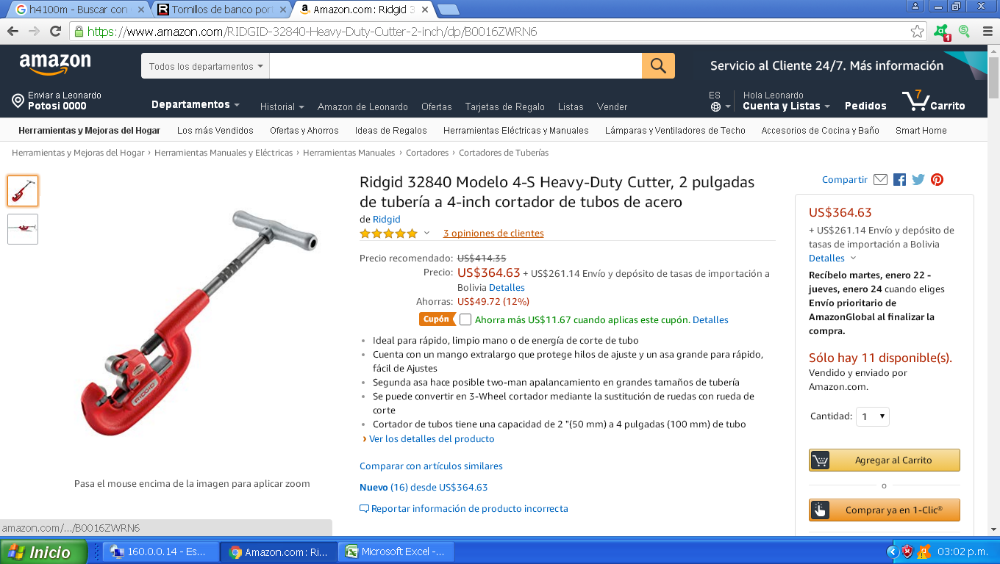 h4100m - Buscar con
Tornillos de banco por
Amazon.com: Ridgid 3
https://www.amazon.com/RIDGID-32840-Heavy-Duty-Cutter-2-inch/dp/B0016ZWRN6
1
amazon
Todos los departamentos
Servicio al Cliente 24/7. Más información
Enviar a Leonardo
Potosi 0000
Departamentos
Historial
Amazon de Leonardo
Ofertas
Tarjetas de Regalo
Listas
Vender
ES
Hola Leonardo
Cuenta y Listas
Pedidos
7
Carrito
Herramientas y Mejoras del Hogar
Los más Vendidos
Ofertas y Ahorros
Ideas de Regalos
Herramientas Eléctricas y Manuales
Lámparas y Ventiladores de Techo
Accesorios de Cocina y Baño
Smart Home
Herramientas y Mejoras del Hogar › Herramientas Manuales y Eléctricas › Herramientas Manuales › Cortadores › Cortadores de Tuberías
RIDGID
Pasa el mouse encima de la imagen para aplicar zoom
Ridgid 32840 Modelo 4-S Heavy-Duty Cutter, 2 pulgadas
de tubería a 4-inch cortador de tubos de acero
de Ridgid
3 opiniones de clientes
Precio recomendado: US$414.35
Precio: US$364.63 + US$261.14 Envío y depósito de tasas de importación a
Bolivia Detalles
Ahorras: US$49.72 (12%)
Cupón Ahorra más US$11.67 cuando aplicas este cupón. Detalles
• Ideal para rápido, limpio mano o de energía de corte de tubo
• Cuenta con un mango extralargo que protege hilos de ajuste y un asa grande para rápido,
fácil de Ajustes
• Segunda asa hace posible two-man apalancamiento en grandes tamaños de tubería
• Se puede convertir en 3-Wheel cortador mediante la sustitución de ruedas con rueda de
corte
• Cortador de tubos tiene una capacidad de 2 "(50 mm) a 4 pulgadas (100 mm) de tubo
› Ver los detalles del producto
Comparar con artículos similares
Nuevo (16) desde US$364.63
Reportar información de producto incorrecta
Compartir
US$364.63
+ US$261.14 Envío y depósito de
tasas de importación a Bolivia
Detalles
Recíbelo martes, enero 22 -
jueves, enero 24 cuando eliges
Envío prioritario de
AmazonGlobal al finalizar la
compra.
Sólo hay 11 disponible(s).
Vendido y enviado por
Amazon.com.
Cantidad: 1
Agregar al Carrito
o
Comprar ya en 1-Clic®
amazon.com/.../B0016ZWRN6
Inicio
160.0.0.14 - Es...
Amazon.com: Ri...
Microsoft Excel -...
03:02 p.m.